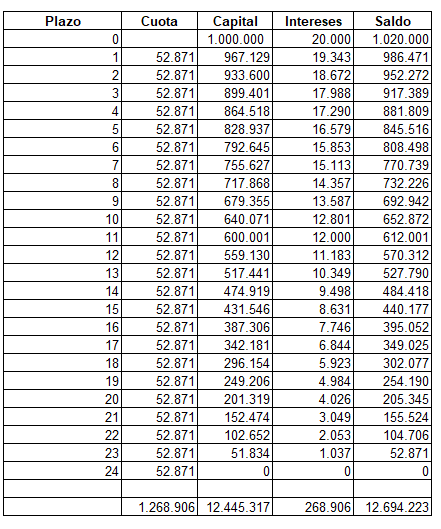 Plazo Cuota Capital Intereses Saldo
0 1.000.000 20.000 1.020.000
1 52.871 967.129 19.343 986.471
2 52.871 933.600 18.672 952.272
3 52.871 899.401 17.988 917.389
4 52.871 864.518 17.290 881.809
5 52.871 828.937 16.579 845.516
6 52.871 792.645 15.853 808.498
7 52.871 755.627 15.113 770.739
8 52.871 717.868 14.357 732.226
9 52.871 679.355 13.587 692.942
10 52.871 640.071 12.801 652.872
11 52.871 600.001 12.000 612.001
12 52.871 559.130 11.183 570.312
13 52.871 517.441 10.349 527.790
14 52.871 474.919 9.498 484.418
15 52.871 431.546 8.631 440.177
16 52.871 387.306 7.746 395.052
17 52.871 342.181 6.844 349.025
18 52.871 296.154 5.923 302.077
19 52.871 249.206 4.984 254.190
20 52.871 201.319 4.026 205.345
21 52.871 152.474 3.049 155.524
22 52.871 102.652 2.053 104.706
23 52.871 51.834 1.037 52.871
24 52.871 0 0 0
1.268.906 12.445.317 268.906 12.694.223